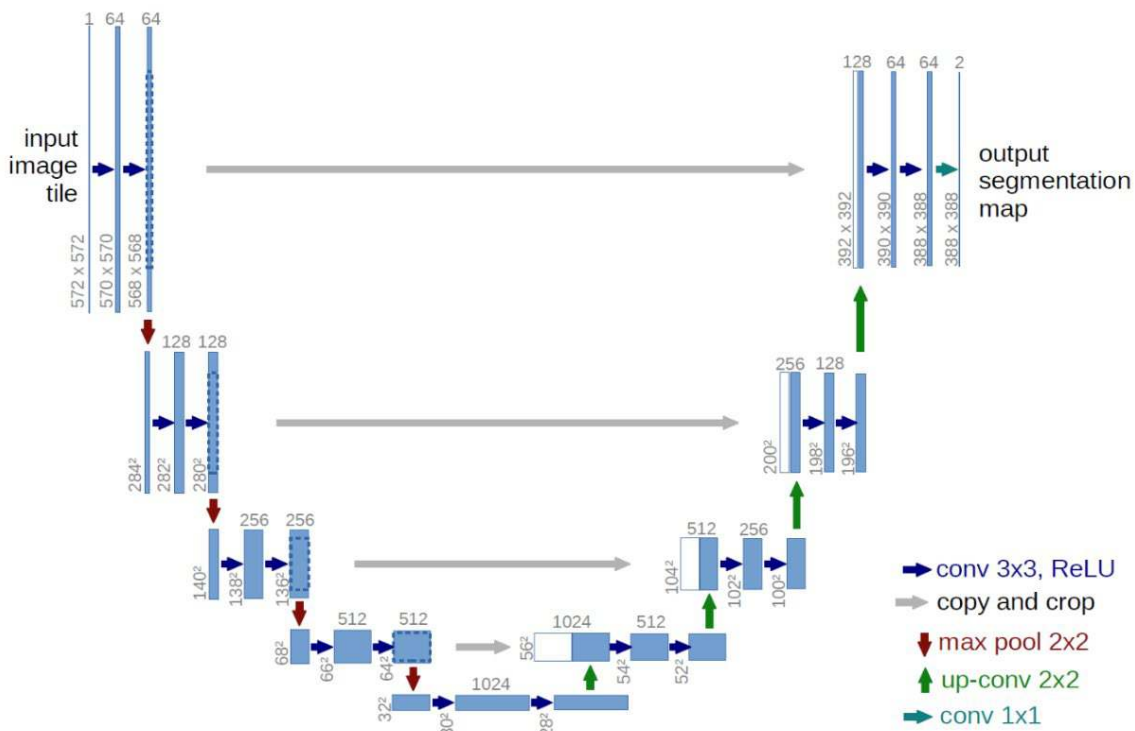 1 64 64
input
image
tile
572 x 572
570 x 570
568 x 568
128 128
284²
282²
280²
256 256
140²
138²
136²
512 512
68²
66²
64²
1024
32²
30²
28²
1024 512
56²
54²
52²
512 256
104²
102²
100²
256 128
200²
198²
196²
128 64 64 2
392 x 392
390 x 390
388 x 388
388 x 388
output
segmentation
map
conv 3x3, ReLU
copy and crop
max pool 2x2
up-conv 2x2
conv 1x1